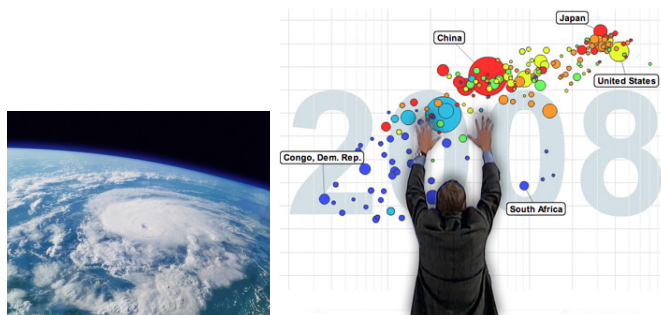 Japan
China
United States
2008
Congo, Dem. Rep.
South Africa